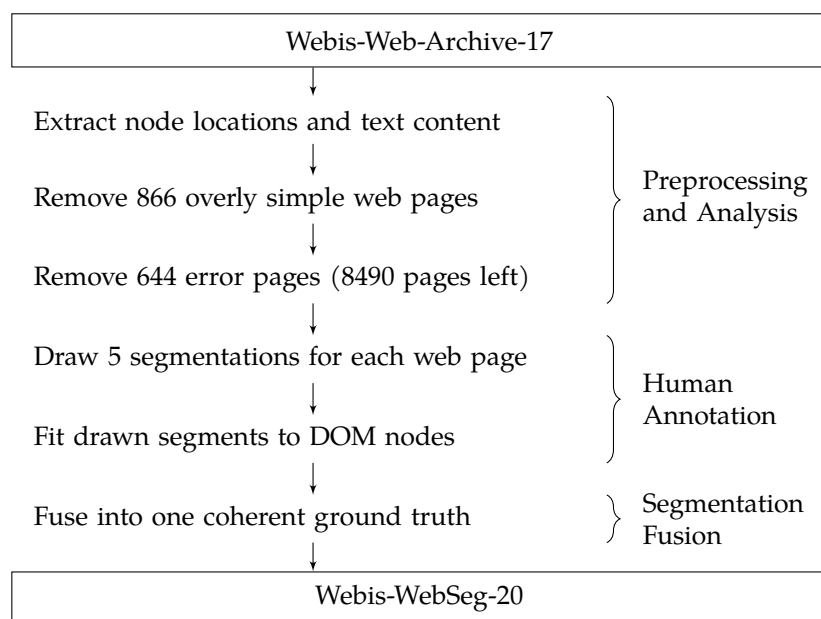 Webis-Web-Archive-17
Extract node locations and text content
Remove 866 overly simple web pages
Remove 644 error pages (8490 pages left)
Preprocessing
and Analysis
Draw 5 segmentations for each web page
Fit drawn segments to DOM nodes
Human
Annotation
Fuse into one coherent ground truth
Segmentation
Fusion
Webis-WebSeg-20